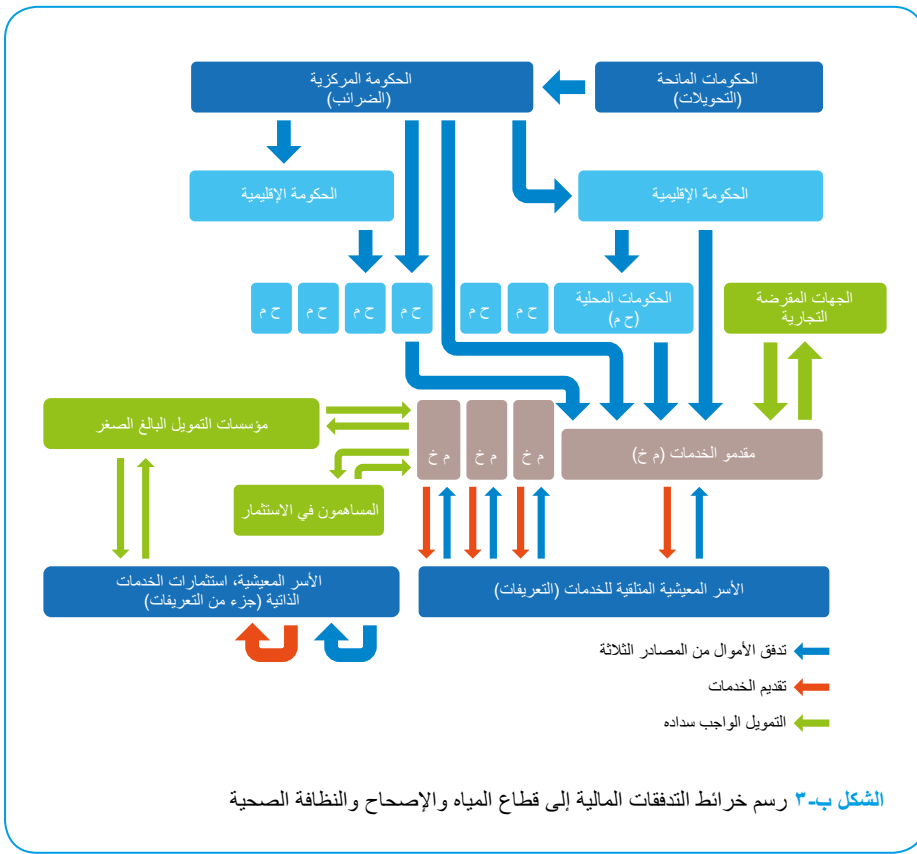 الحكومات المانحة
(التحويلات)
الحكومة المركزية
(الضرائب)
الحكومة الإقليمية
الحكومة الإقليمية
الجهات المقرضة
التجارية
الحكومات المحلية
(ح م)
ح م
ح م
ح م
ح م
ح م
ح م
مقدمو الخدمات (م خ)
م خ
م خ
م خ
مؤسسات التمويل البالغ الصغر
المساهمون في الاستثمار
الأسر المعيشية المتلقية للخدمات (التعريفات)
الأسر المعيشية، استثمارات الخدمات
الذاتية (جزء من التعريفات)
تدفق الأموال من المصادر الثلاثة
تقديم الخدمات
التمويل الواجب سداده
الشكل ب-٣ رسم خرائط التدفقات المالية إلى قطاع المياه والإصحاح والنظافة الصحية